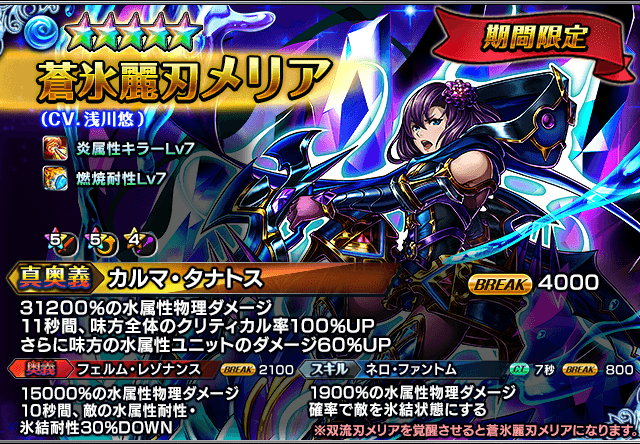 期間限定
蒼氷麗刃メリア
(CV.浅川悠)
炎属性キラーLv7
燃焼耐性Lv7
5 5 4
真奥義 カルマ・タナトス BREAK 4000
31200%の水属性物理ダメージ
11秒間、味方全体のクリティカル率100%UP
さらに味方の水属性ユニットのダメージ60%UP
奥義 フェルム・レゾナンス BREAK 2100
15000%の水属性物理ダメージ
10秒間、敵の水属性耐性・
氷結耐性30%DOWN
スキル ネロ・ファントム CT 7秒 BREAK 800
1900%の水属性物理ダメージ
確率で敵を氷結状態にする
※双流刃メリアを覚醒させると蒼氷麗刃メリアになります。